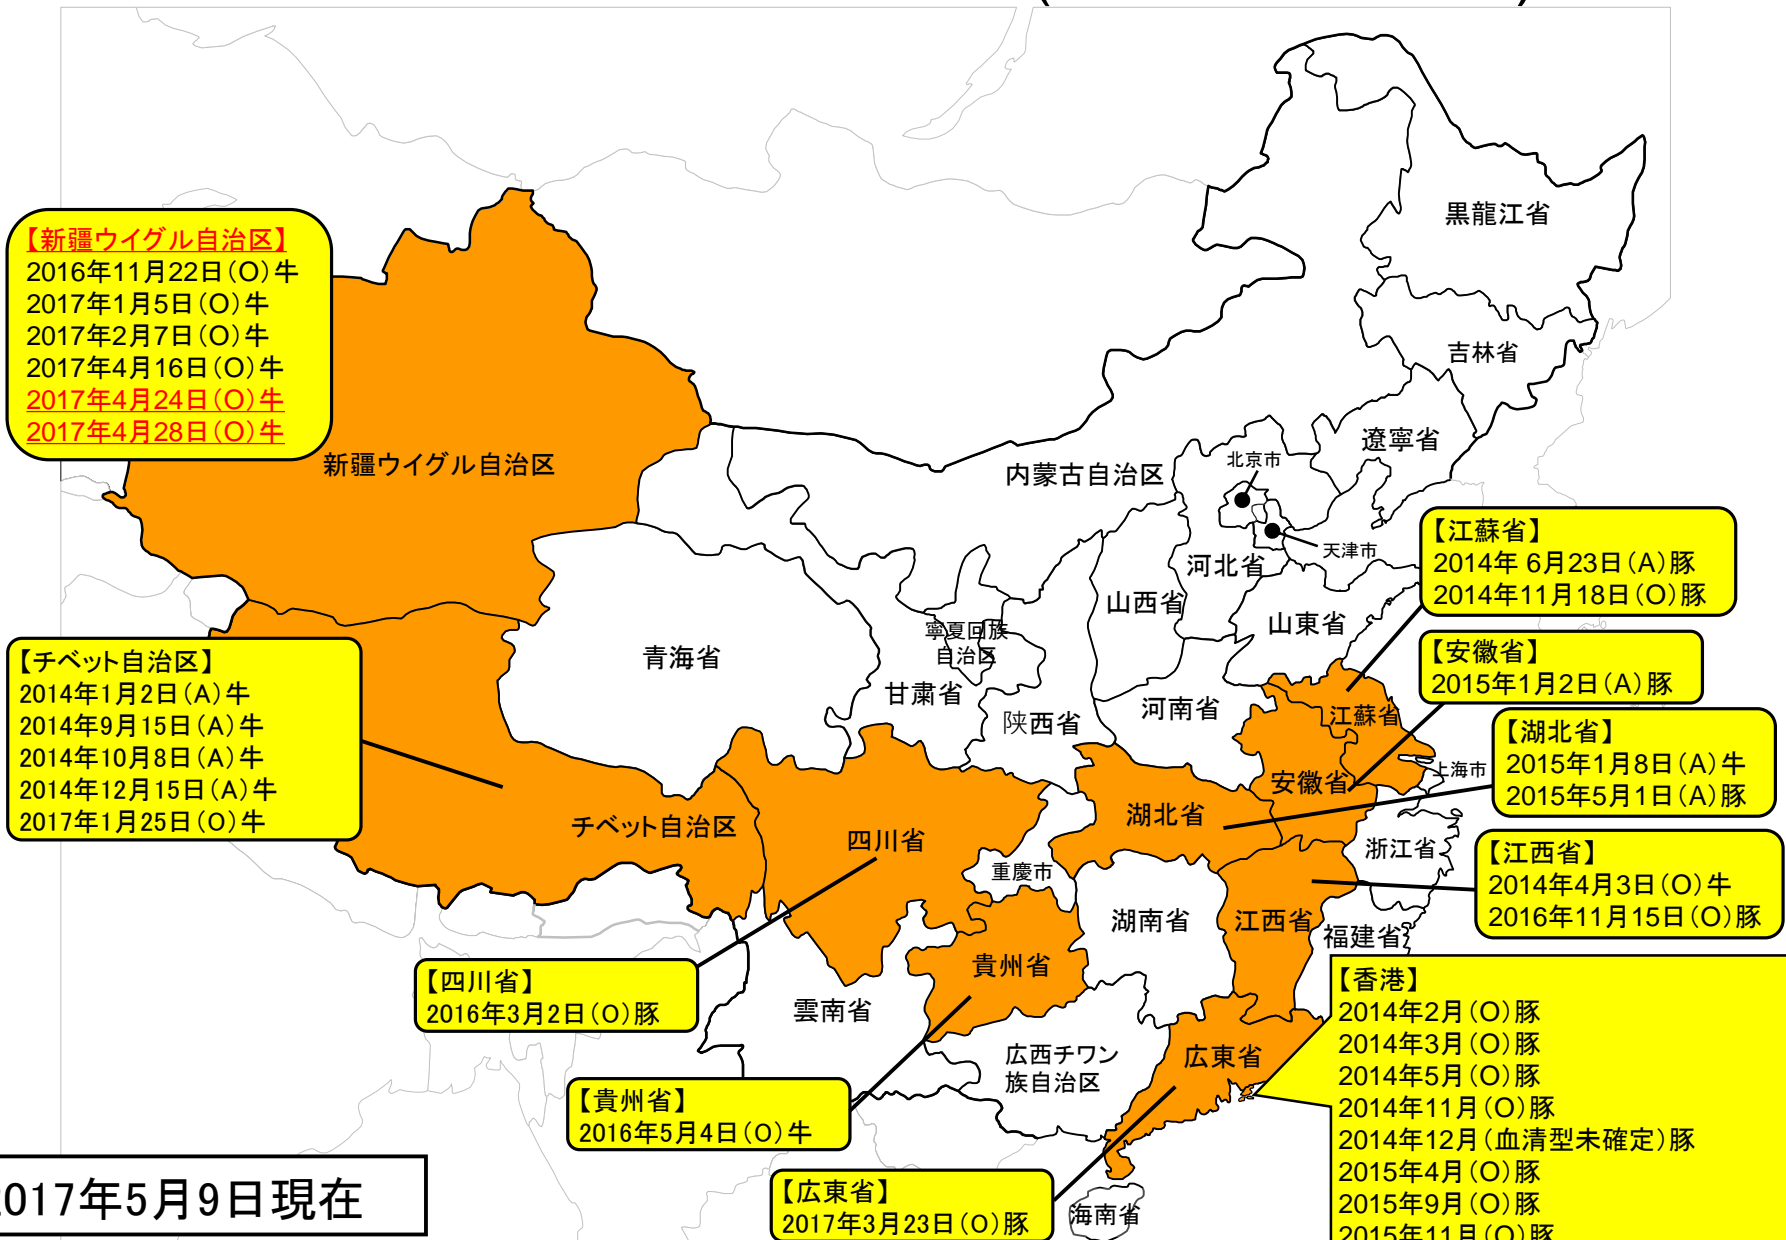 【新疆ウイグル自治区】
2016年11月22日(O)牛
2017年1月5日(O)牛
2017年2月7日(O)牛
2017年4月16日(O)牛
2017年4月24日(O)牛
2017年4月28日(O)牛
黒龍江省
吉林省
遼寧省
北京市
内蒙古自治区
新疆ウイグル自治区
天津市
河北省
山西省
山東省
寧夏回族
自治区
青海省
甘粛省
陝西省
河南省
江蘇省
安徽省
上海市
【江蘇省】
2014年 6月23日(A)豚
2014年11月18日(O)豚
【安徽省】
2015年1月2日(A)豚
【湖北省】
2015年1月8日(A)牛
2015年5月1日(A)豚
【チベット自治区】
2014年1月2日(A)牛
2014年9月15日(A)牛
2014年10月8日(A)牛
2014年12月15日(A)牛
2017年1月25日(O)牛
チベット自治区
四川省
湖北省
重慶市
浙江省
湖南省
江西省
福建省
貴州省
雲南省
広西チワン
族自治区
広東省
海南省
【江西省】
2014年4月3日(O)牛
2016年11月15日(O)豚
【四川省】
2016年3月2日(O)豚
【貴州省】
2016年5月4日(O)牛
【広東省】
2017年3月23日(O)豚
【香港】
2014年2月(O)豚
2014年3月(O)豚
2014年5月(O)豚
2014年11月(O)豚
2014年12月(血清型未確定)豚
2015年4月(O)豚
2015年9月(O)豚
2015年11月(O)豚
2017年5月9日現在